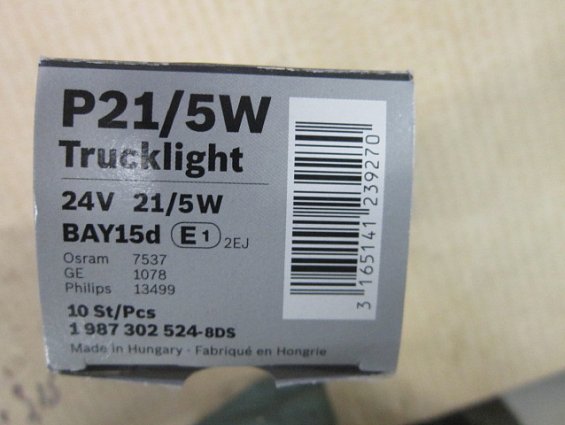 P21/5W
Trucklight
24V 21/5W
BAY15d E1 2EJ
Osram 7537
GE 1078
Philips 13499
10 St/Pcs
1 987 302 524-8DS
Made in Hungary · Fabriqué en Hongrie
3 165141 239270